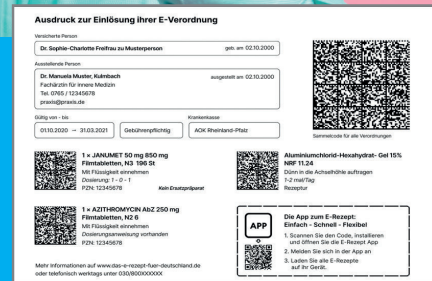 Ausdruck zur Einlösung ihrer E-Verordnung
Versicherte Person
Dr. Sophie-Charlotte Freifrau zu Musterperson
geb. am 02.10.2000
Ausstellende Person
Dr. Manuela Muster, Kulmbach
ausgestellt am 02.10.2000
Fachärztin für Innere Medizin
Tel. 0765 / 12345678
praxis@praxis.de
Gültig von - bis
Krankenkasse
01.10.2020 → 31.03.2021
Gebührenpflichtig
AOK Rheinland-Pfalz
Sammelcode für alle Verordnungen
1 x JANUMET 50 mg 850 mg
Filmtabletten, N3 196 St
Mit Flüssigkeit einnehmen
Dosierung: 1 - 0 - 1
PZN: 12345678
Kein Ersatzpräparat
Aluminiumchlorid-Hexahydrat- Gel 15%
NRF 11.24
Dünn in die Achselhöhle auftragen
1-2 mal/Tag
Rezeptur
1 x AZITHROMYCIN AbZ 250 mg
Filmtabletten, N2 6
Mit Flüssigkeit einnehmen
Dosierungsanweisung vorhanden
PZN: 12345678
APP
Die App zum E-Rezept:
Einfach - Schnell - Flexibel
1. Scannen Sie den Code, installieren
und öffnen Sie die E-Rezept App
2. Melden Sie sich in der App an
3. Laden Sie alle E-Rezepte
auf ihr Gerät.
Mehr Informationen auf www.das-e-rezept-fuer-deutschland.de
oder telefonisch werktags unter 030/800XXXXXX